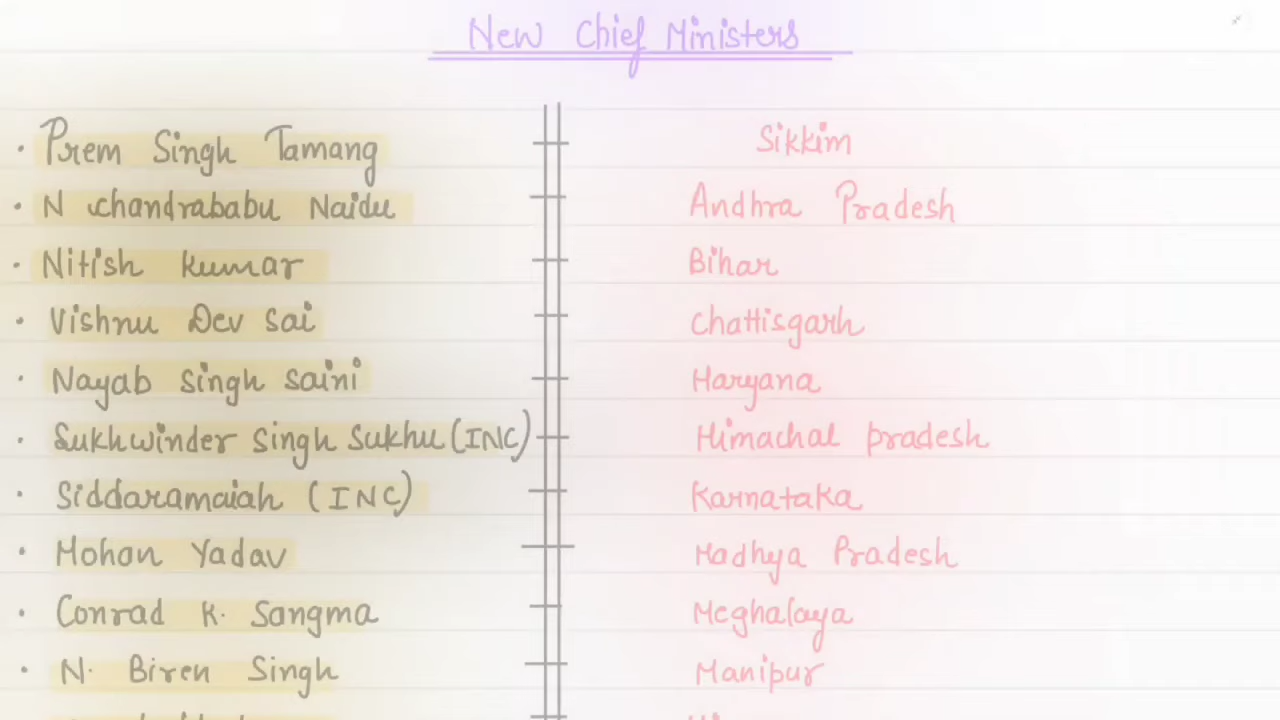 New Chief Ministers
• Prem Singh Tamang Sikkim
• N Chandrababu Naidu Andhra Pradesh
• Nitish Kumar Bihar
• Vishnu Dev Sai Chattisgarh
• Nayab Singh Saini Haryana
• Sukhwinder Singh Sukhu (INC) Himachal Pradesh
• Siddaramaiah (INC) Karnataka
• Mohan Yadav Madhya Pradesh
• Conrad K. Sangma Meghalaya
• N. Biren Singh Manipur